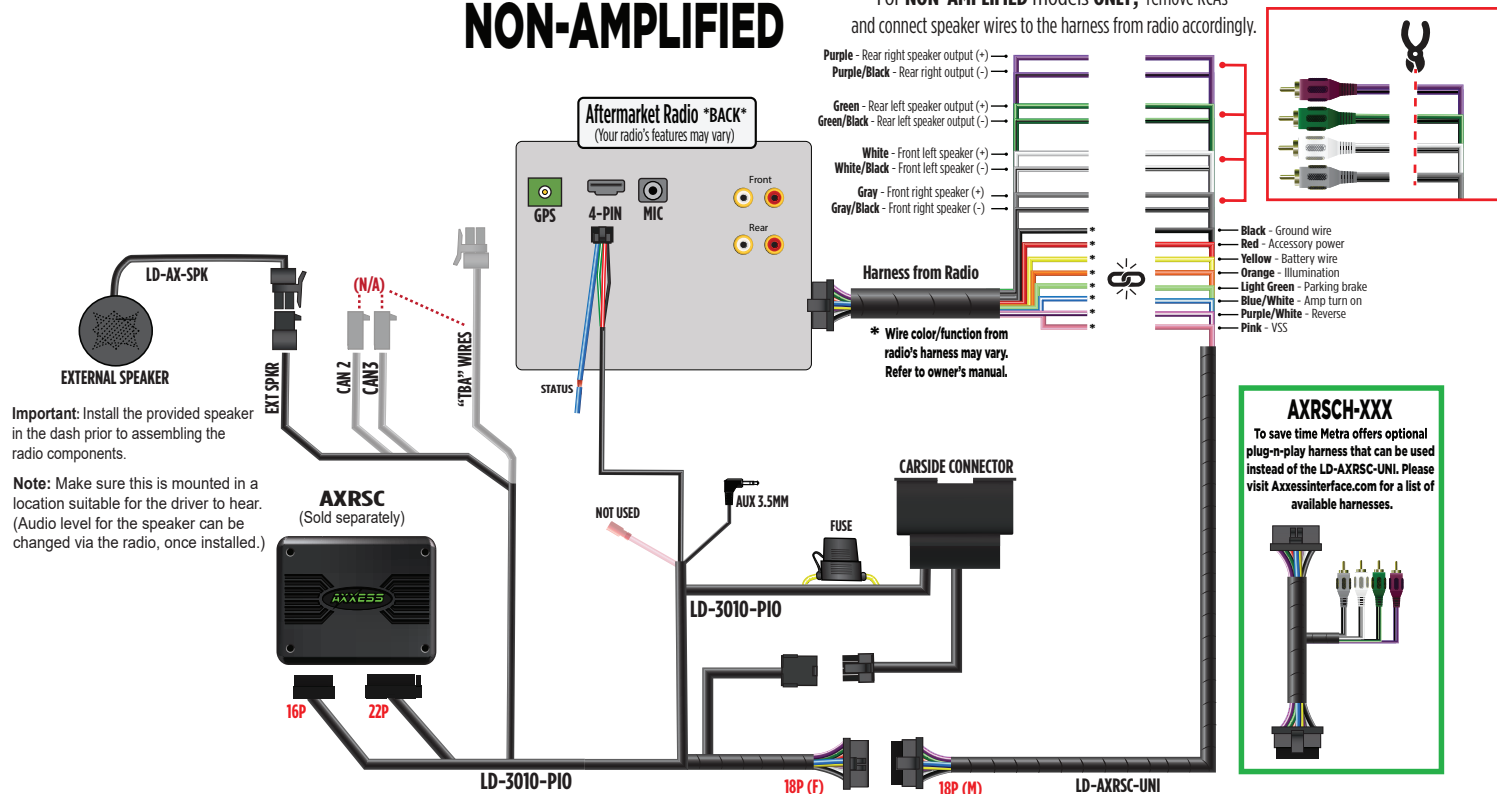 NON-AMPLIFIED
For NON-AMPLIFIED models ONLY, remove RCAs
and connect speaker wires to the harness from radio accordingly.
Purple - Rear right speaker output (+)
Purple/Black - Rear right output (-)
Green - Rear left speaker output (+)
Green/Black - Rear left speaker output (-)
White - Front left speaker (+)
White/Black - Front left speaker (-)
Gray - Front right speaker (+)
Gray/Black - Front right speaker (-)
Aftermarket Radio *BACK*
(Your radio's features may vary)
GPS
4-PIN
MIC
Front
Rear
STATUS
Harness from Radio
*
*
*
*
*
*
*
*
* Wire color/function from
radio's harness may vary.
Refer to owner's manual.
Black - Ground wire
Red - Accessory power
Yellow - Battery wire
Orange - Illumination
Light Green - Parking brake
Blue/White - Amp turn on
Purple/White - Reverse
Pink - VSS
LD-AX-SPK
EXTERNAL SPEAKER
EXT SPKR
(N/A)
CAN 2
CAN3
"TBA" WIRES
Important: Install the provided speaker
in the dash prior to assembling the
radio components.
Note: Make sure this is mounted in a
location suitable for the driver to hear.
(Audio level for the speaker can be
changed via the radio, once installed.)
AXRSC
(Sold separately)
AXXESS
16P
22P
NOT USED
AUX 3.5MM
FUSE
CARSIDE CONNECTOR
LD-3010-PIO
LD-3010-PIO
18P (F)
18P (M)
LD-AXRSC-UNI
AXRSCH-XXX
To save time Metra offers optional
plug-n-play harness that can be used
instead of the LD-AXRSC-UNI. Please
visit Axxessinterface.com for a list of
available harnesses.